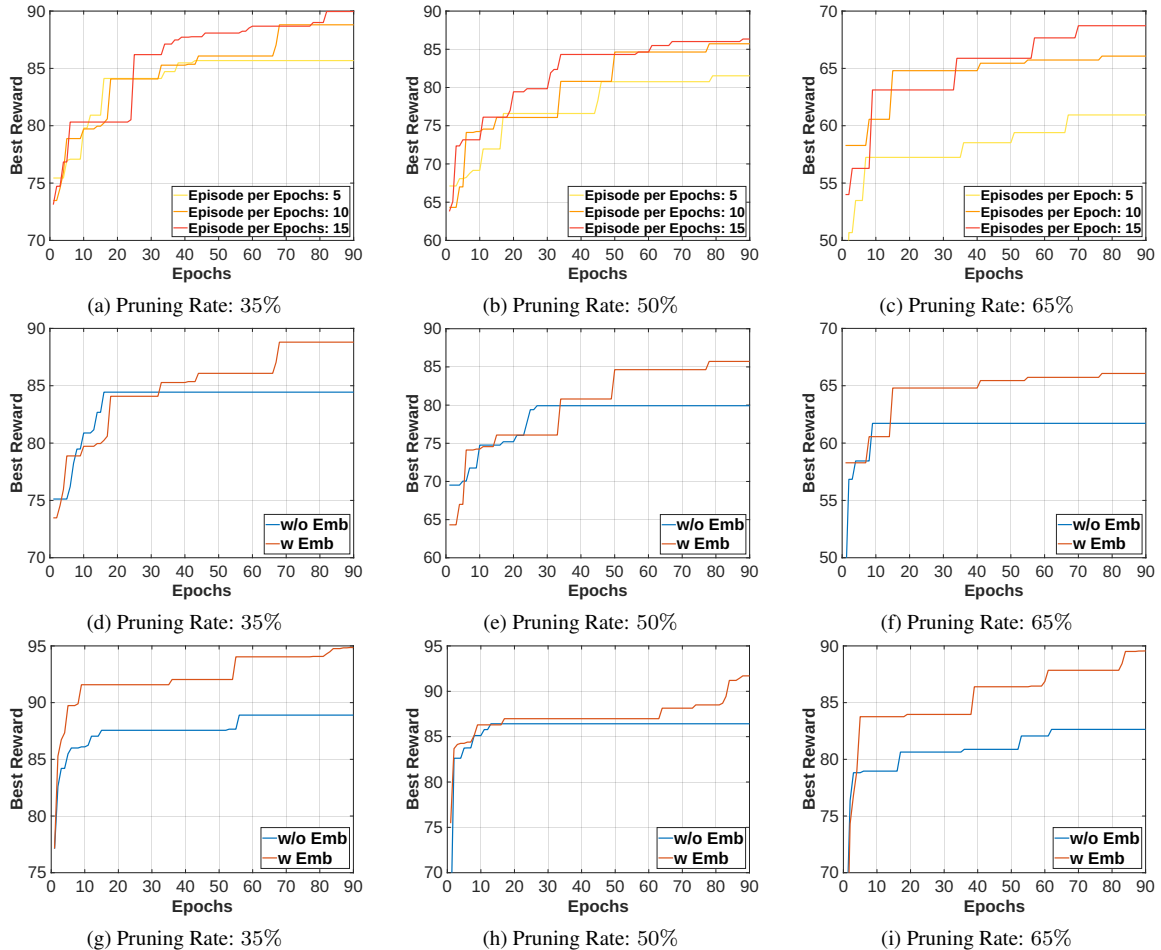 90
85
80
75
70
Best Reward
Episode per Epochs: 5
Episode per Epochs: 10
Episode per Epochs: 15
0 10 20 30 40 50 60 70 80 90
Epochs
(a) Pruning Rate: 35%
90
85
80
75
70
65
60
Best Reward
Episode per Epochs: 5
Episode per Epochs: 10
Episode per Epochs: 15
0 10 20 30 40 50 60 70 80 90
Epochs
(b) Pruning Rate: 50%
70
65
60
55
50
Best Reward
Episodes per Epoch: 5
Episodes per Epoch: 10
Episodes per Epoch: 15
0 10 20 30 40 50 60 70 80 90
Epochs
(c) Pruning Rate: 65%
90
85
80
75
70
Best Reward
w/o Emb
w Emb
0 10 20 30 40 50 60 70 80 90
Epochs
(d) Pruning Rate: 35%
90
85
80
75
70
65
60
Best Reward
w/o Emb
w Emb
0 10 20 30 40 50 60 70 80 90
Epochs
(e) Pruning Rate: 50%
70
65
60
55
50
Best Reward
w/o Emb
w Emb
0 10 20 30 40 50 60 70 80 90
Epochs
(f) Pruning Rate: 65%
95
90
85
80
75
Best Reward
w/o Emb
w Emb
0 10 20 30 40 50 60 70 80 90
Epochs
(g) Pruning Rate: 35%
95
90
85
80
75
70
Best Reward
w/o Emb
w Emb
0 10 20 30 40 50 60 70 80 90
Epochs
(h) Pruning Rate: 50%
90
85
80
75
70
Best Reward
w/o Emb
w Emb
0 10 20 30 40 50 60 70 80 90
Epochs
(i) Pruning Rate: 65%